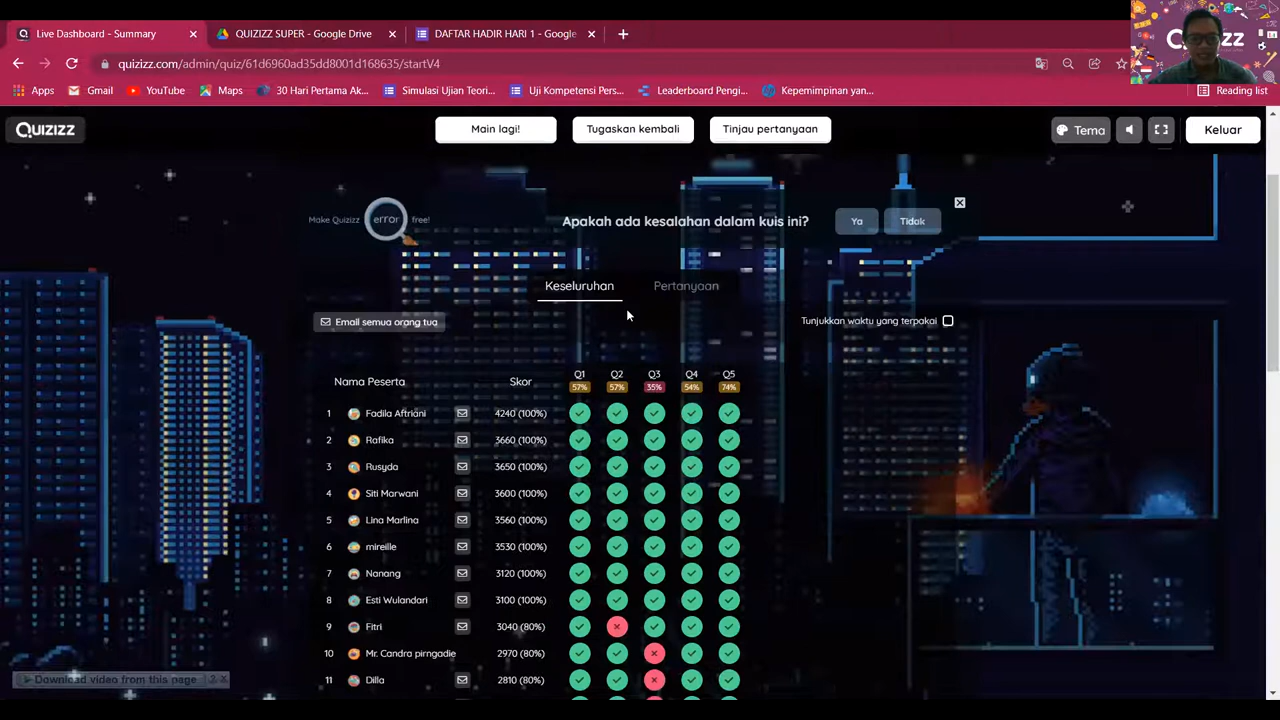 Live Dashboard - Summary
QUIZIZZ SUPER - Google Drive
DAFTAR HADIR HARI 1 - Google
quizizz.com/admin/quiz/61d6960ad35dd8001d168635/startV4
Apps
Gmail
YouTube
Maps
30 Hari Pertama Ak...
Simulasi Ujian Teori...
Uji Kompetensi Pers...
Leaderboard Pengi...
Kepemimpinan yan...
Reading list
QUIZIZZ
Main lagi!
Tugaskan kembali
Tinjau pertanyaan
Tema
Keluar
Make Quizizz error free!
Apakah ada kesalahan dalam kuis ini?
Ya
Tidak
Keseluruhan
Pertanyaan
Email semua orang tua
Tunjukkan waktu yang terpakai
Nama Peserta Skor Q1 Q2 Q3 Q4 Q5
57% 57% 35% 54% 74%
1 Fadila Aftriani 4240 (100%)
2 Rafika 3660 (100%)
3 Rusyda 3650 (100%)
4 Siti Marwani 3600 (100%)
5 Lina Marlina 3560 (100%)
6 mireille 3530 (100%)
7 Nanang 3120 (100%)
8 Esti Wulandari 3100 (100%)
9 Fitri 3040 (80%)
10 Mr. Candra pirngadie 2970 (80%)
11 Dilla 2810 (80%)
Download video from this page ?